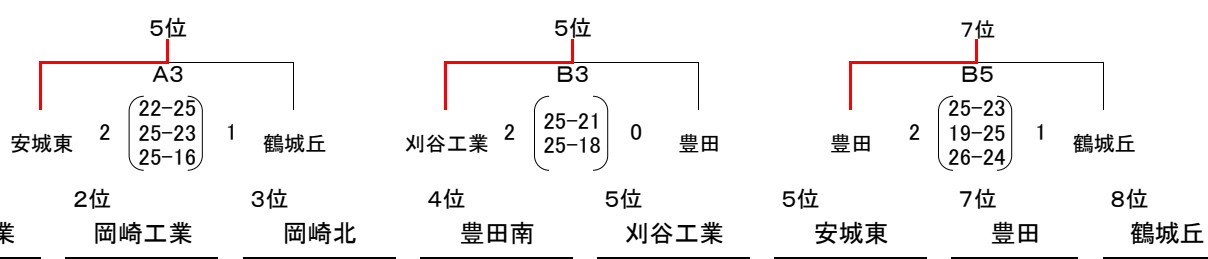 5位 5位 7位
A3 B3 B5
22-25 25-21 25-23
安城東 2 25-23 1 鶴城丘 刈谷工業 2 25-18 0 豊田 豊田 2 19-25 1 鶴城丘
25-16 26-24
2位 3位 4位 5位 5位 7位 8位
業 岡崎工業 岡崎北 豊田南 刈谷工業 安城東 豊田 鶴城丘